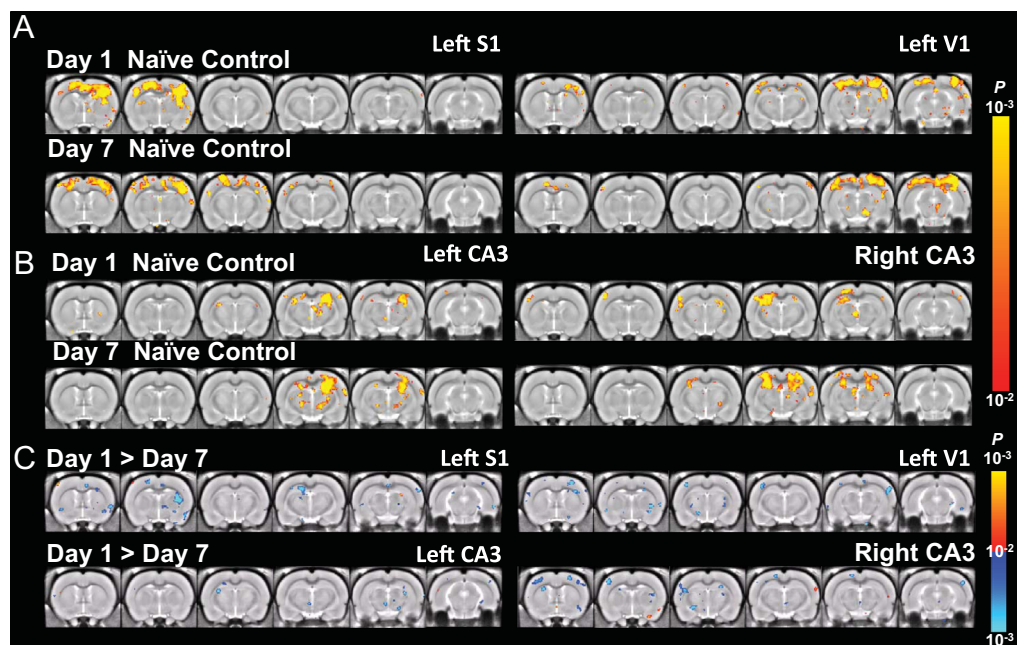 A
Left S1
Left V1
Day 1 Naïve Control
P
10-3
Day 7 Naïve Control
B
Left CA3
Right CA3
Day 1 Naïve Control
Day 7 Naïve Control
10-2
P
C
Day 1 > Day 7
Left S1
Left V1
10-3
Day 1 > Day 7
Left CA3
Right CA3
10-2
10-3